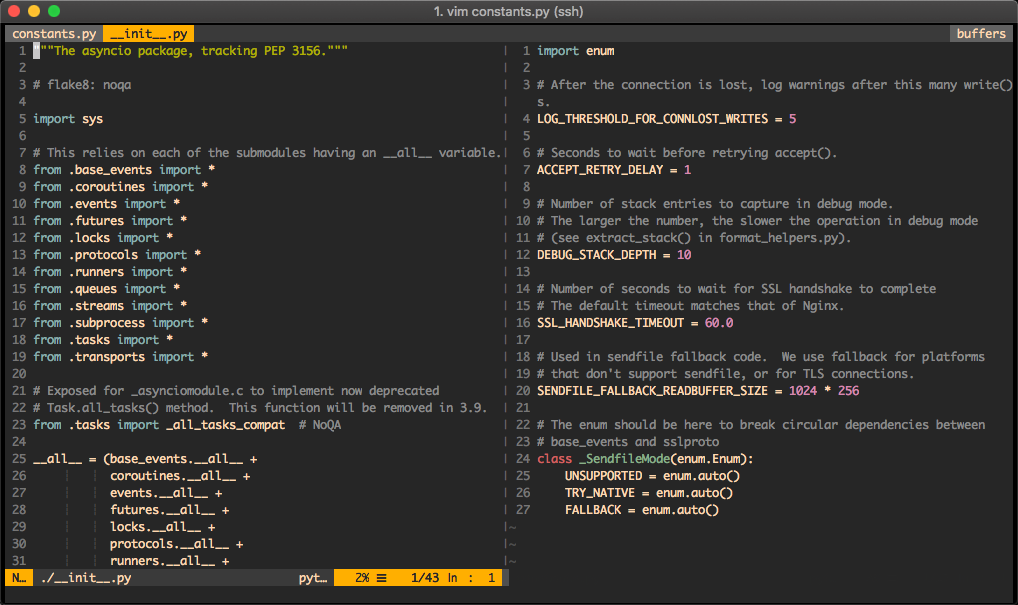 1. vim constants.py (ssh)
constants.py __init__.py buffers
1 """The asyncio package, tracking PEP 3156."""
2
3 # flake8: noqa
4
5 import sys
6
7 # This relies on each of the submodules having an __all__ variable.
8 from .base_events import *
9 from .coroutines import *
10 from .events import *
11 from .futures import *
12 from .locks import *
13 from .protocols import *
14 from .runners import *
15 from .queues import *
16 from .streams import *
17 from .subprocess import *
18 from .tasks import *
19 from .transports import *
20
21 # Exposed for _asynciomodule.c to implement now deprecated
22 # Task.all_tasks() method.  This function will be removed in 3.9.
23 from .tasks import _all_tasks_compat  # NoQA
24
25 __all__ = (base_events.__all__ +
26            coroutines.__all__ +
27            events.__all__ +
28            futures.__all__ +
29            locks.__all__ +
30            protocols.__all__ +
31            runners.__all__ +
N… ./__init__.py pyt… 2% ☰ 1/43 ln : 1
1 import enum
2
3 # After the connection is lost, log warnings after this many write()
s.
4 LOG_THRESHOLD_FOR_CONNLOST_WRITES = 5
5
6 # Seconds to wait before retrying accept().
7 ACCEPT_RETRY_DELAY = 1
8
9 # Number of stack entries to capture in debug mode.
10 # The larger the number, the slower the operation in debug mode
11 # (see extract_stack() in format_helpers.py).
12 DEBUG_STACK_DEPTH = 10
13
14 # Number of seconds to wait for SSL handshake to complete
15 # The default timeout matches that of Nginx.
16 SSL_HANDSHAKE_TIMEOUT = 60.0
17
18 # Used in sendfile fallback code.  We use fallback for platforms
19 # that don't support sendfile, or for TLS connections.
20 SENDFILE_FALLBACK_READBUFFER_SIZE = 1024 * 256
21
22 # The enum should be here to break circular dependencies between
23 # base_events and sslproto
24 class _SendfileMode(enum.Enum):
25     UNSUPPORTED = enum.auto()
26     TRY_NATIVE = enum.auto()
27     FALLBACK = enum.auto()
~
~
~